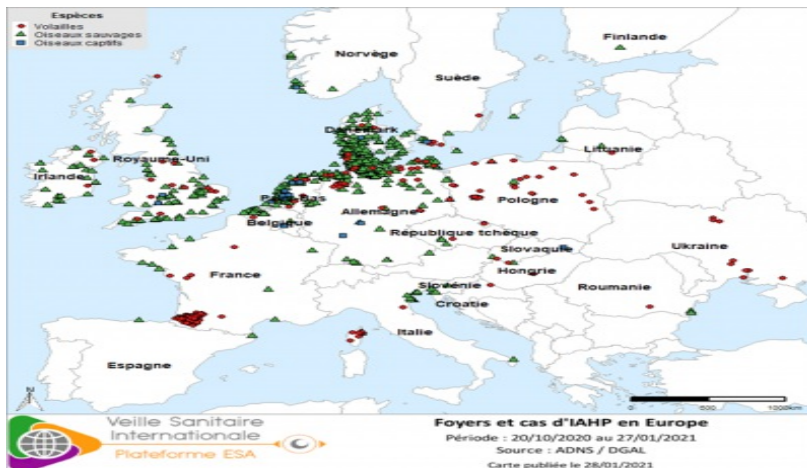 Espèces
Volailles
Oiseaux sauvages
Oiseaux captifs
Finlande
Norvège
Suède
Danemark
Lithuanie
Royaume-Uni
Irlande
Pays-Bas
Pologne
Allemagne
Belgique
République tchèque
Ukraine
Slovaquie
Hongrie
France
Slovénie
Roumanie
Croatie
Italie
Espagne
N
0 500 1000km
Veille Sanitaire
Internationale
Plateforme ESA
Foyers et cas d'IAHP en Europe
Période : 20/10/2020 au 27/01/2021
Source : ADNS / DGAL
Carte publiée le 28/01/2021